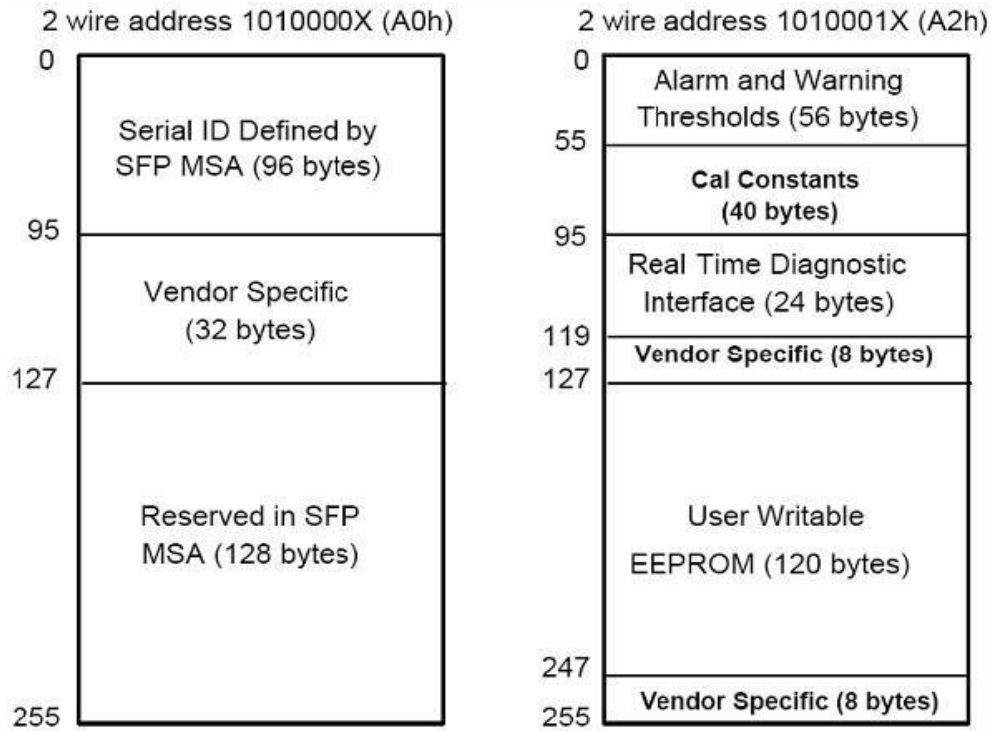 2 wire address 1010000X (A0h)
0
Serial ID Defined by
SFP MSA (96 bytes)
95
Vendor Specific
(32 bytes)
127
Reserved in SFP
MSA (128 bytes)
255
2 wire address 1010001X (A2h)
0
Alarm and Warning
Thresholds (56 bytes)
55
Cal Constants
(40 bytes)
95
Real Time Diagnostic
Interface (24 bytes)
119
Vendor Specific (8 bytes)
127
User Writable
EEPROM (120 bytes)
247
Vendor Specific (8 bytes)
255